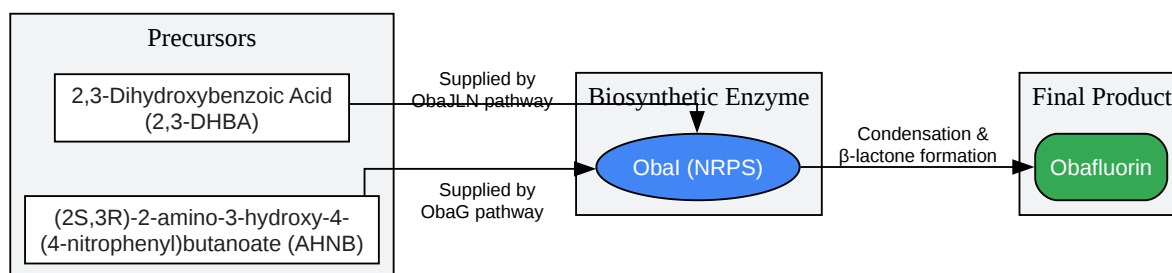 Precursors
2,3-Dihydroxybenzoic Acid
(2,3-DHBA)
(2S,3R)-2-amino-3-hydroxy-4-
(4-nitrophenyl)butanoate (AHNB)
Supplied by
ObaJLN pathway
Supplied by
ObaG pathway
Biosynthetic Enzyme
ObaI (NRPS)
Condensation &
β-lactone formation
Final Product
Obafluorin